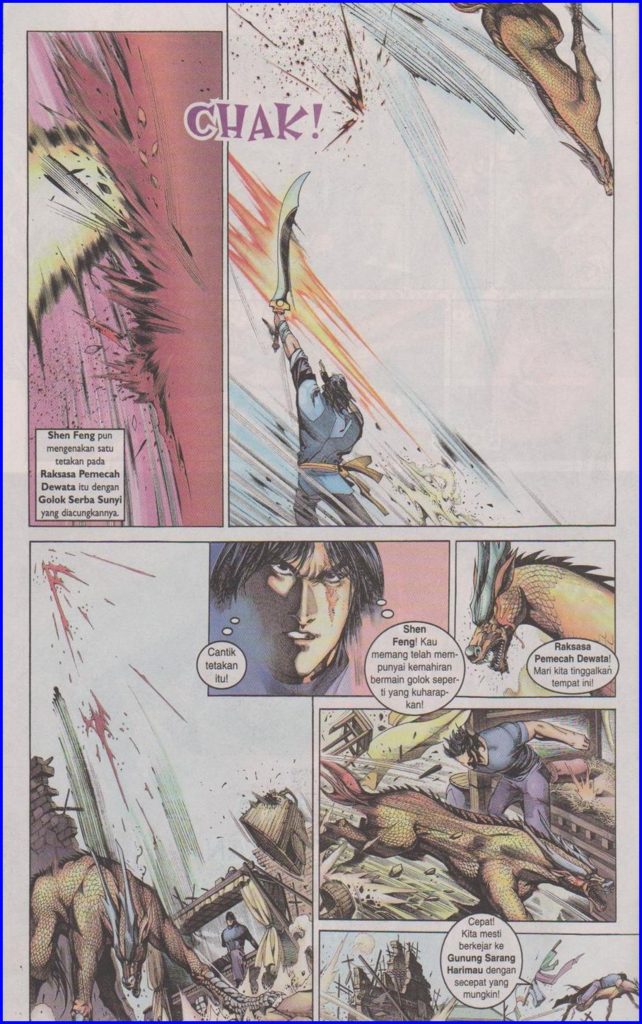 CHAK!
Shen Feng pun
mengenakan satu
tetakan pada
Raksasa Pemecah
Dewata itu dengan
Golok Serba Sunyi
yang diacungkannya.
Cantik
tetakan
itu!
Shen
Feng! Kau
memang telah mem-
punyai kemahiran
bermain golok seper-
ti yang kuharap-
kan!
Raksasa
Pemecah Dewata!
Mari kita tinggalkan
tempat ini!
Cepat!
Kita mesti
berkejar ke
Gunung Sarang
Harimau dengan
secepat yang
mungkin!